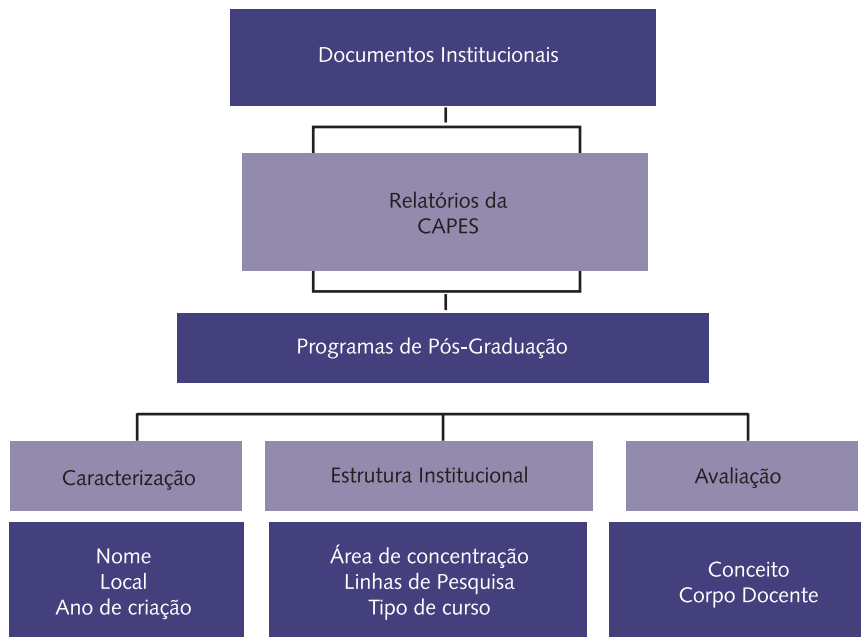 Documentos Institucionais
Relatórios da
CAPES
Programas de Pós-Graduação
Caracterização
Estrutura Institucional
Avaliação
Nome
Local
Ano de criação
Área de concentração
Linhas de Pesquisa
Tipo de curso
Conceito
Corpo Docente